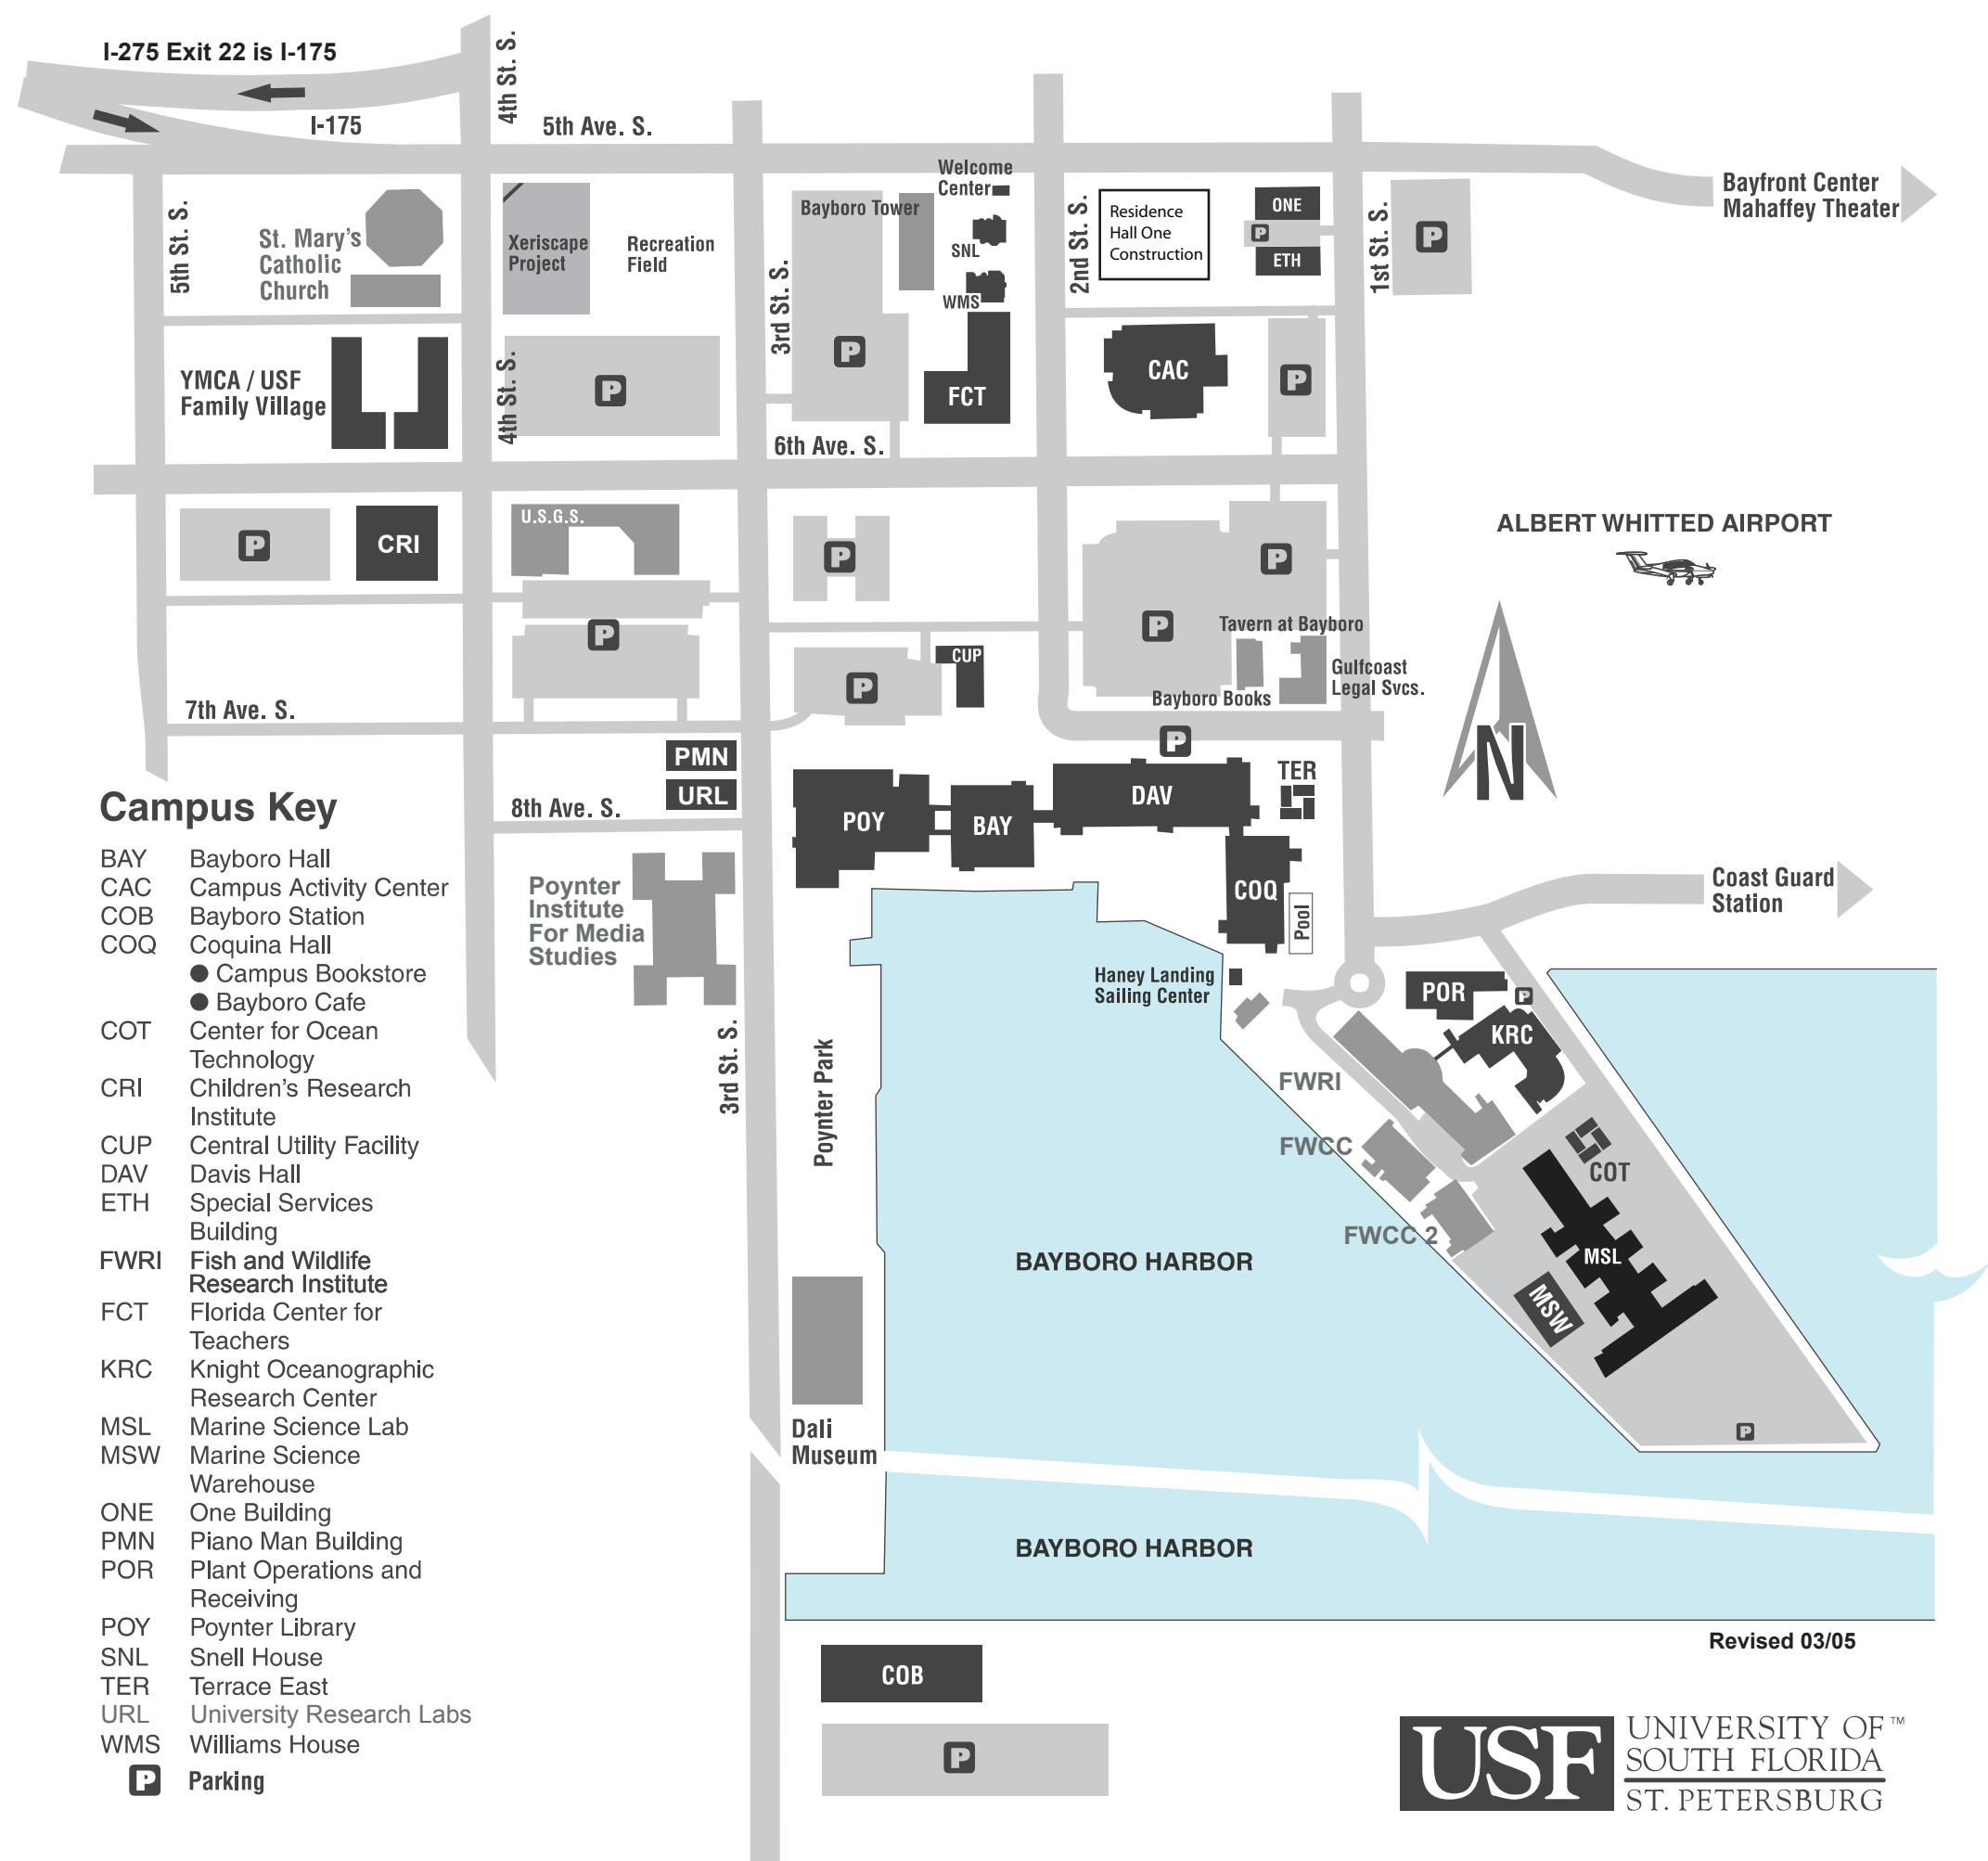 I-275 Exit 22 is I-175
I-175
4th St. S.
5th Ave. S.
Bayfront Center
Mahaffey Theater
5th St. S.
St. Mary's
Catholic
Church
Xeriscape
Project
Recreation
Field
3rd St. S.
Bayboro Tower
Welcome
Center
SNL
WMS
2nd St. S.
Residence
Hall One
Construction
ONE
P
ETH
1st St. S.
P
YMCA / USF
Family Village
4th St. S.
P
P
FCT
CAC
P
6th Ave. S.
P
CRI
U.S.G.S.
P
P
P
P
ALBERT WHITTED AIRPORT
N
Tavern at Bayboro
Gulfcoast
Legal Svcs.
Bayboro Books
CUP
P
P
7th Ave. S.
PMN
URL
8th Ave. S.
POY
BAY
DAV
TER
COQ
Pool
Coast Guard
Station
Poynter
Institute
For Media
Studies
Haney Landing
Sailing Center
POR
P
KRC
3rd St. S.
Poynter Park
FWRI
FWCC
FWCC 2
COT
MSL
MSW
P
BAYBORO HARBOR
Dali
Museum
BAYBORO HARBOR
COB
P
Revised 03/05
USF
UNIVERSITY OF™
SOUTH FLORIDA
ST. PETERSBURG
Campus Key
BAY Bayboro Hall
CAC Campus Activity Center
COB Bayboro Station
COQ Coquina Hall
● Campus Bookstore
● Bayboro Cafe
COT Center for Ocean
Technology
CRI Children's Research
Institute
CUP Central Utility Facility
DAV Davis Hall
ETH Special Services
Building
FWRI Fish and Wildlife
Research Institute
FCT Florida Center for
Teachers
KRC Knight Oceanographic
Research Center
MSL Marine Science Lab
MSW Marine Science
Warehouse
ONE One Building
PMN Piano Man Building
POR Plant Operations and
Receiving
POY Poynter Library
SNL Snell House
TER Terrace East
URL University Research Labs
WMS Williams House
P Parking